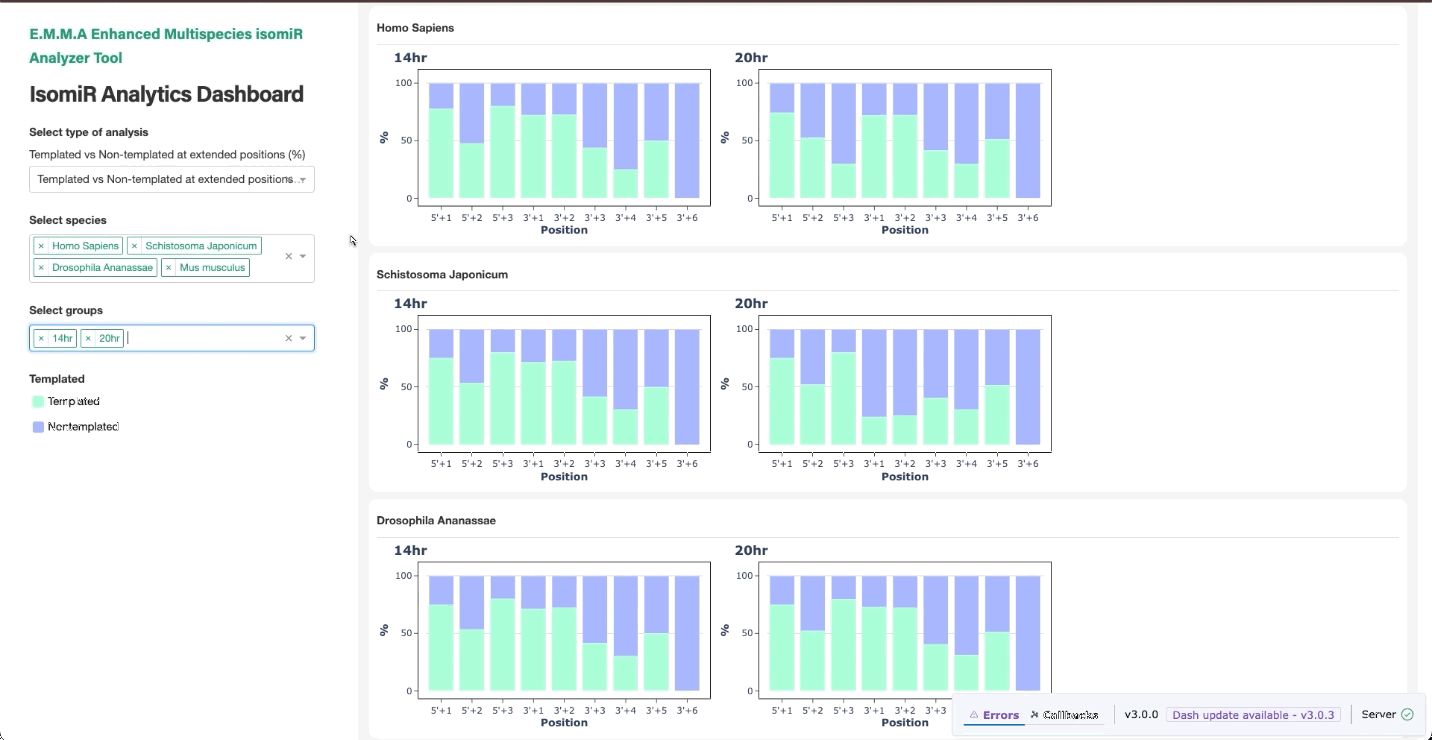 E.M.M.A Enhanced Multispecies isomiR
Analyzer Tool
IsomiR Analytics Dashboard
Select type of analysis
Templated vs Non-templated at extended positions (%)
Templated vs Non-templated at extended positions...
Select species
× Homo Sapiens × Schistosoma Japonicum
× Drosophila Ananassae × Mus musculus
Select groups
× 14hr × 20hr
Templated
Templated
Nontemplated
Homo Sapiens
14hr
100
50
0
%
5'+1 5'+2 5'+3 3'+1 3'+2 3'+3 3'+4 3'+5 3'+6
Position
20hr
100
50
0
%
5'+1 5'+2 5'+3 3'+1 3'+2 3'+3 3'+4 3'+5 3'+6
Position
Schistosoma Japonicum
14hr
100
50
0
%
5'+1 5'+2 5'+3 3'+1 3'+2 3'+3 3'+4 3'+5 3'+6
Position
20hr
100
50
0
%
5'+1 5'+2 5'+3 3'+1 3'+2 3'+3 3'+4 3'+5 3'+6
Position
Drosophila Ananassae
14hr
100
50
0
%
5'+1 5'+2 5'+3 3'+1 3'+2 3'+3 3'+4 3'+5 3'+6
Position
20hr
100
50
0
%
5'+1 5'+2 5'+3 3'+1 3'+2 3'+3
Position
Errors Callbacks v3.0.0 Dash update available - v3.0.3 Server